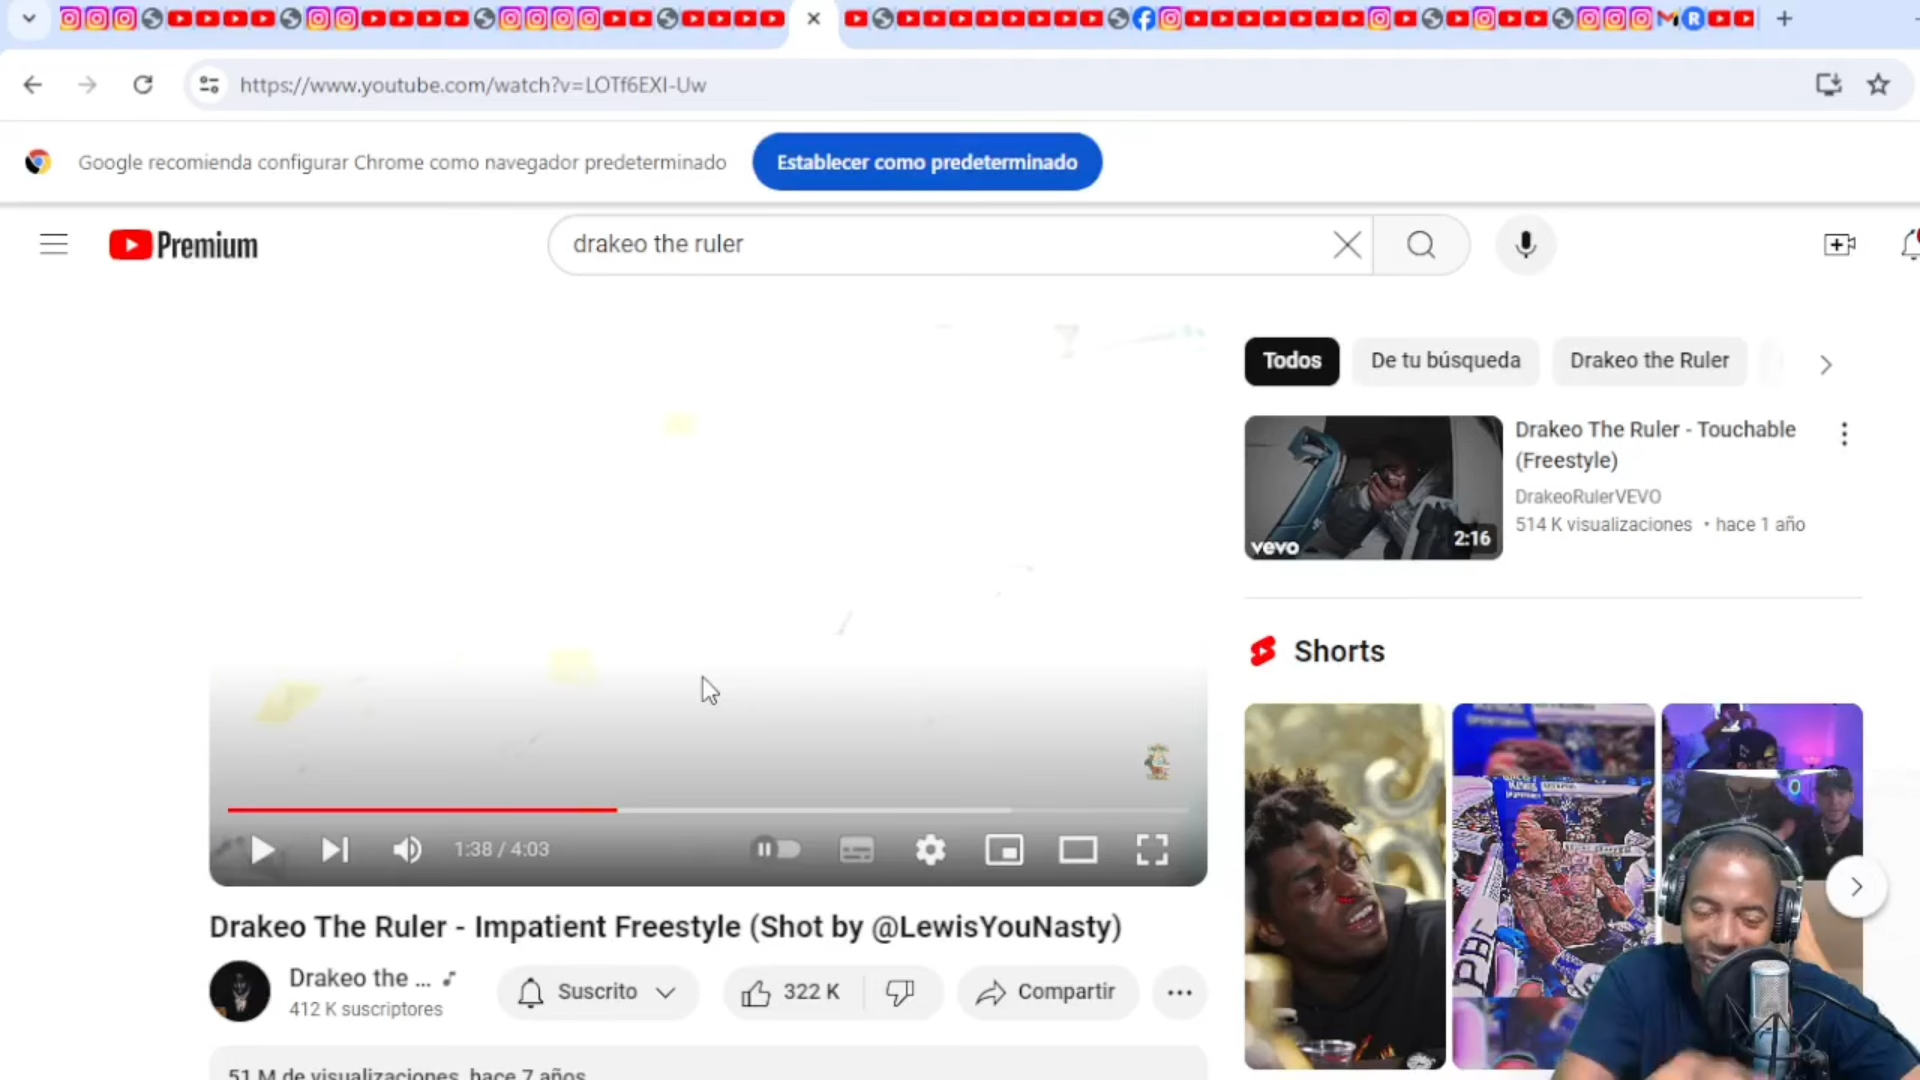 https://www.youtube.com/watch?v=LOTf6EXI-Uw
Google recomienda configurar Chrome como navegador predeterminado
Establecer como predeterminado
Premium
drakeo the ruler
Todos
De tu búsqueda
Drakeo the Ruler
Drakeo The Ruler - Touchable
(Freestyle)
DrakeoRulerVEVO
514 K visualizaciones • hace 1 año
vevo
2:16
Shorts
1:38 / 4:03
Drakeo The Ruler - Impatient Freestyle (Shot by @LewisYouNasty)
Drakeo the ...
412 K suscriptores
Suscrito
322 K
Compartir
PBC
51 M de visualizaciones hace 7 años